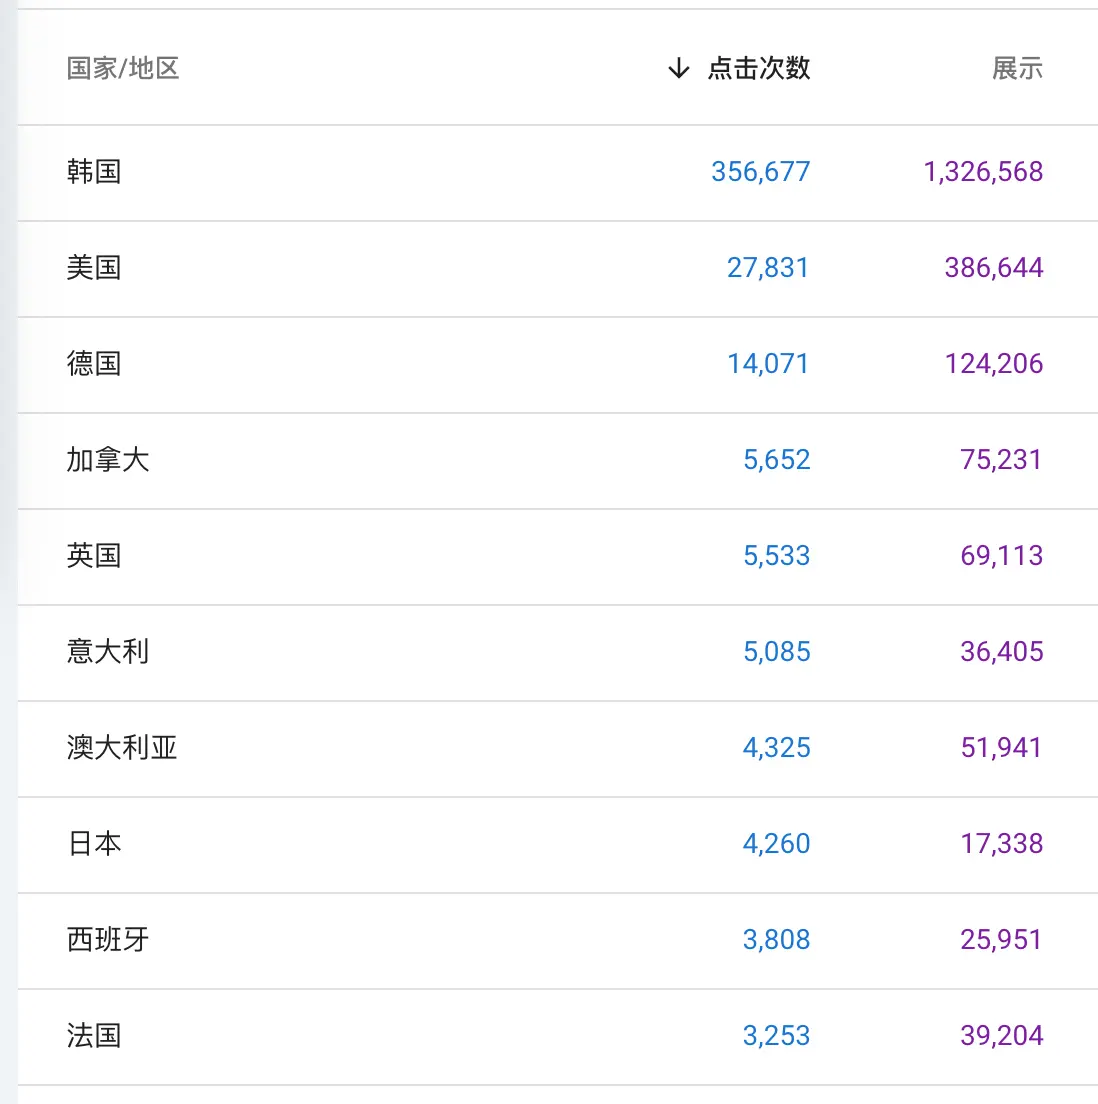 国家/地区 ↓ 点击次数 展示
韩国 356,677 1,326,568
美国 27,831 386,644
德国 14,071 124,206
加拿大 5,652 75,231
英国 5,533 69,113
意大利 5,085 36,405
澳大利亚 4,325 51,941
日本 4,260 17,338
西班牙 3,808 25,951
法国 3,253 39,204